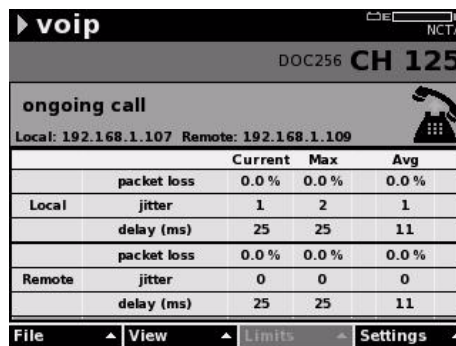 voip
E
NCT
DOC256 CH 125
ongoing call
Local: 192.168.1.107 Remote: 192.168.1.109
Current Max Avg
packet loss 0.0 % 0.0 % 0.0 %
Local jitter 1 2 1
delay (ms) 25 25 11
packet loss 0.0 % 0.0 % 0.0 %
Remote jitter 0 0 0
delay (ms) 25 25 11
File View Limits Settings